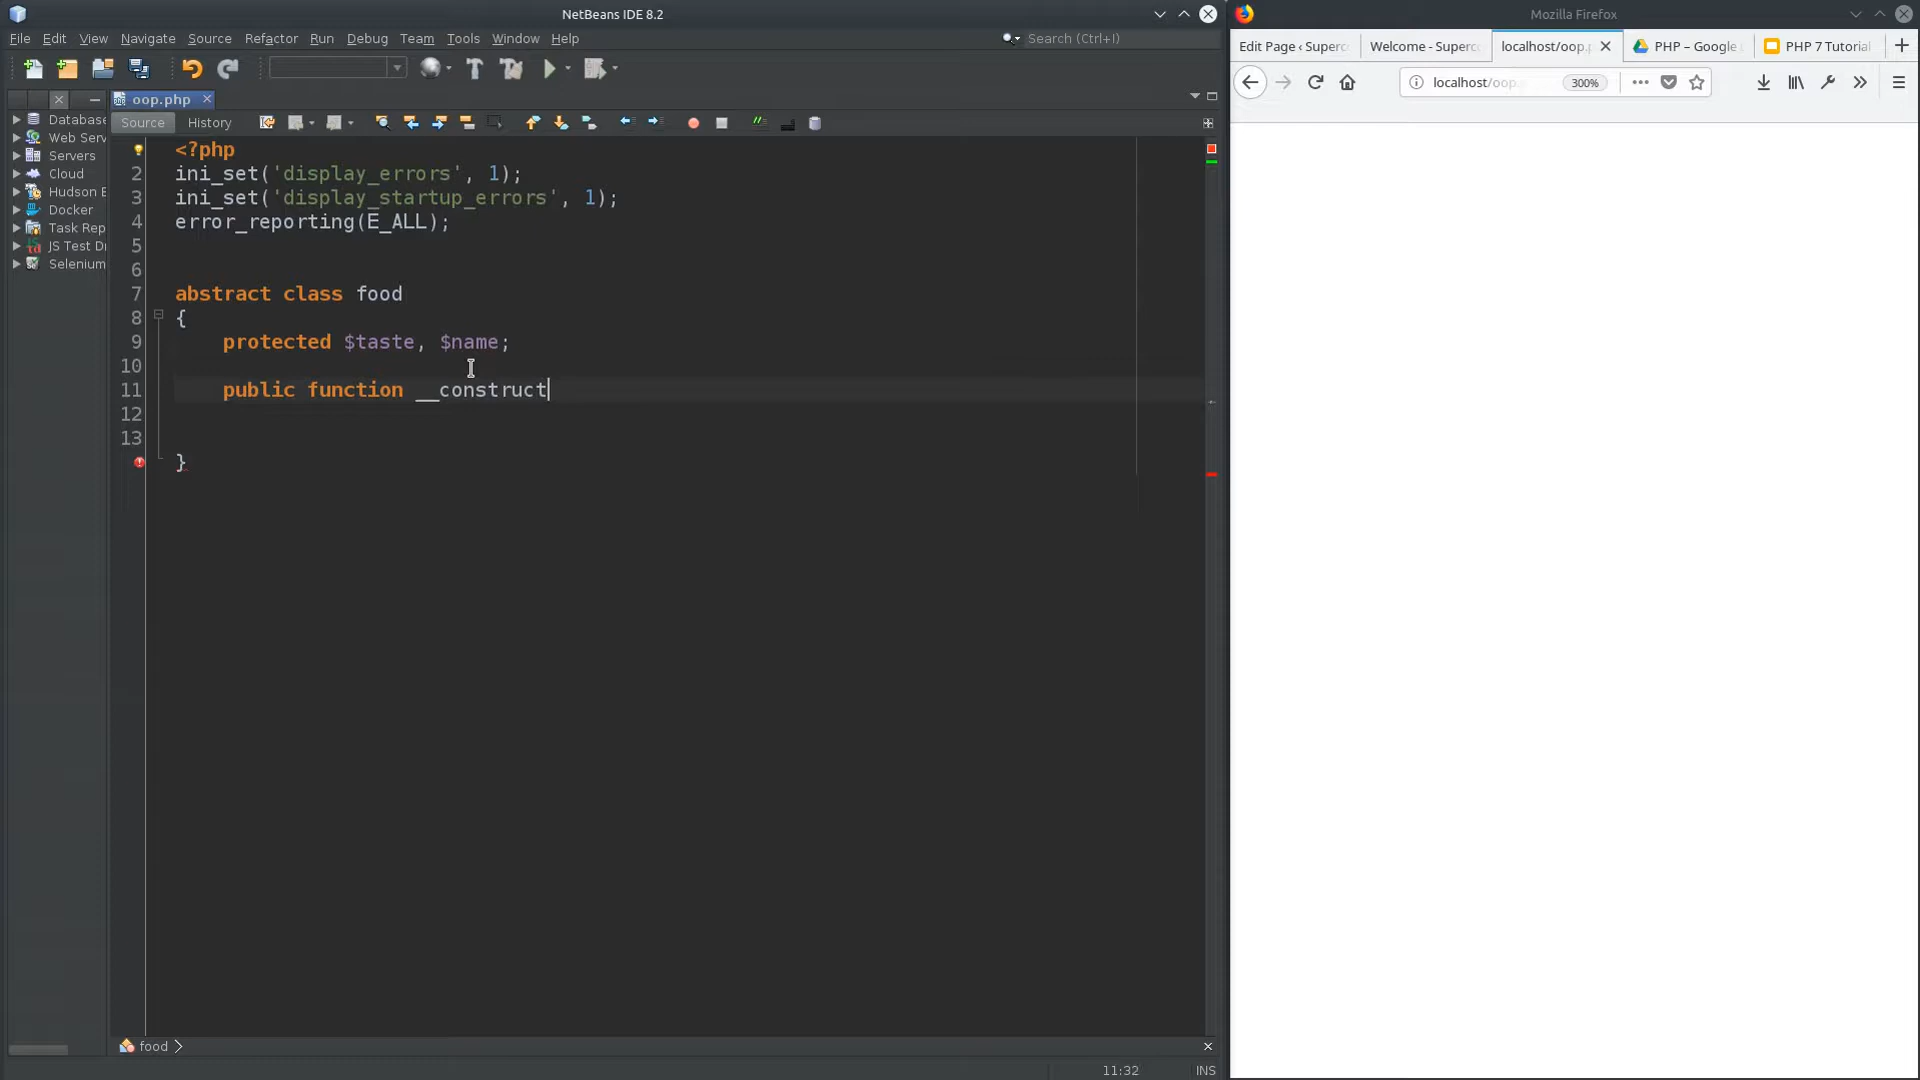 NetBeans IDE 8.2
File Edit View Navigate Source Refactor Run Debug Team Tools Window Help
Search (Ctrl+I)
oop.php
Source History
Database
Web Serv
Servers
Cloud
Hudson B
Docker
Task Rep
JS Test Dr
Selenium
<?php
2 ini_set('display_errors', 1);
3 ini_set('display_startup_errors', 1);
4 error_reporting(E_ALL);
5
6
7 abstract class food
8 {
9 protected $taste, $name;
10
11 public function __construct
12
13
}
food
11:32 INS
Mozilla Firefox
Edit Page ‹ Superc
Welcome - Superc
localhost/oop.p
PHP – Google
PHP 7 Tutorial
localhost/oop. 300%